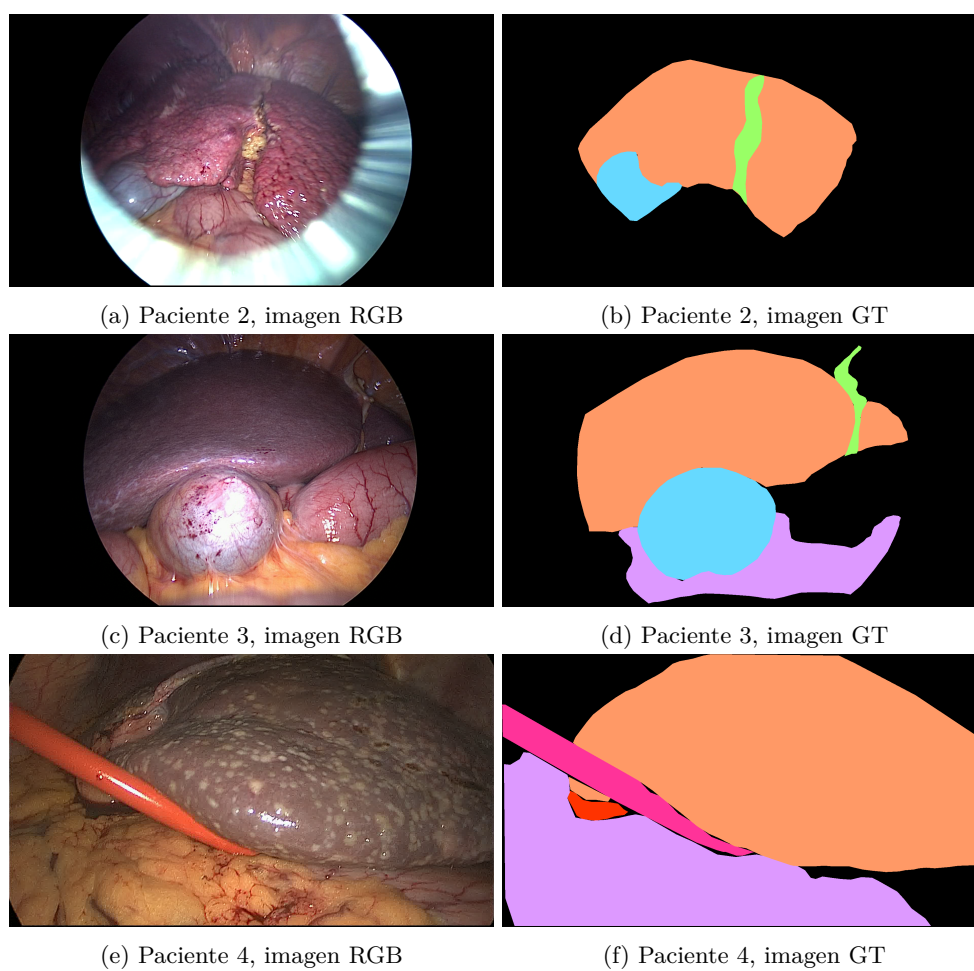 (a) Paciente 2, imagen RGB
(b) Paciente 2, imagen GT
(c) Paciente 3, imagen RGB
(d) Paciente 3, imagen GT
(e) Paciente 4, imagen RGB
(f) Paciente 4, imagen GT